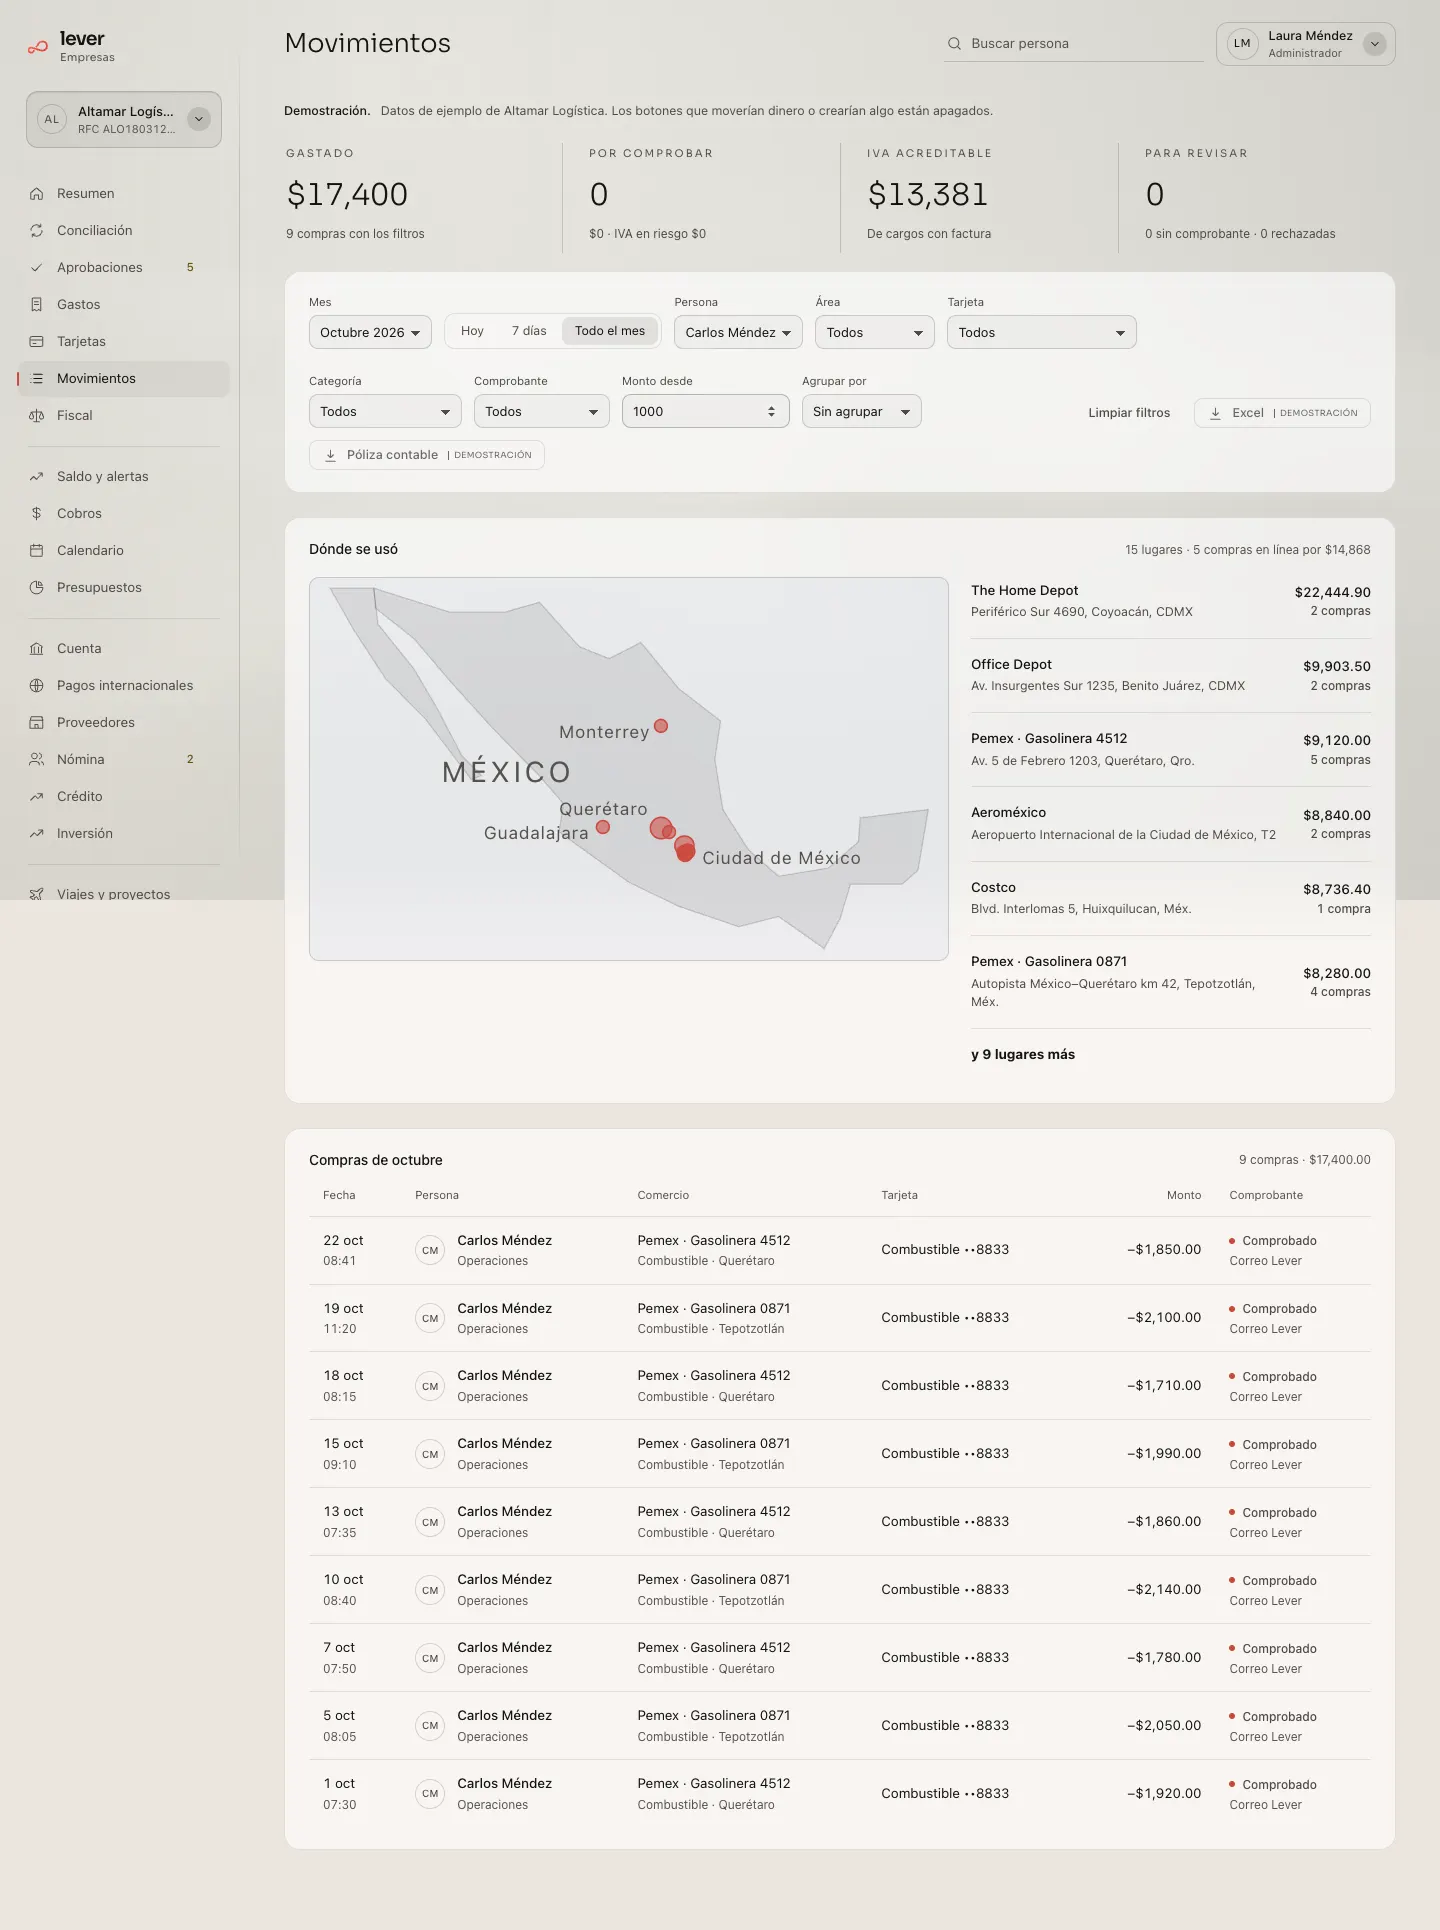 lever
Empresas
AL
Altamar Logís...
RFC ALO180312...
Resumen
Conciliación
Aprobaciones 5
Gastos
Tarjetas
Movimientos
Fiscal
Saldo y alertas
Cobros
Calendario
Presupuestos
Cuenta
Pagos internacionales
Proveedores
Nómina 2
Crédito
Inversión
Viajes y proyectos
Movimientos
Buscar persona
LM
Laura Méndez
Administrador
Demostración. Datos de ejemplo de Altamar Logística. Los botones que moverían dinero o crearían algo están apagados.
GASTADO
$17,400
9 compras con los filtros
POR COMPROBAR
0
$0 · IVA en riesgo $0
IVA ACREDITABLE
$13,381
De cargos con factura
PARA REVISAR
0
0 sin comprobante · 0 rechazadas
Mes
Octubre 2026
Hoy 7 días Todo el mes
Persona
Carlos Méndez
Área
Todos
Tarjeta
Todos
Categoría
Todos
Comprobante
Todos
Monto desde
1000
Agrupar por
Sin agrupar
Limpiar filtros
Excel | DEMOSTRACIÓN
Póliza contable | DEMOSTRACIÓN
Dónde se usó
15 lugares · 5 compras en línea por $14,868
Monterrey
MÉXICO
Querétaro
Guadalajara
Ciudad de México
The Home Depot $22,444.90
Periférico Sur 4690, Coyoacán, CDMX 2 compras
Office Depot $9,903.50
Av. Insurgentes Sur 1235, Benito Juárez, CDMX 2 compras
Pemex · Gasolinera 4512 $9,120.00
Av. 5 de Febrero 1203, Querétaro, Qro. 5 compras
Aeroméxico $8,840.00
Aeropuerto Internacional de la Ciudad de México, T2 2 compras
Costco $8,736.40
Blvd. Interlomas 5, Huixquilucan, Méx. 1 compra
Pemex · Gasolinera 0871 $8,280.00
Autopista México–Querétaro km 42, Tepotzotlán, Méx. 4 compras
y 9 lugares más
Compras de octubre
9 compras · $17,400.00
Fecha Persona Comercio Tarjeta Monto Comprobante
22 oct CM Carlos Méndez Pemex · Gasolinera 4512 Combustible ··8833 –$1,850.00 Comprobado
08:41 Operaciones Combustible · Querétaro Correo Lever
19 oct CM Carlos Méndez Pemex · Gasolinera 0871 Combustible ··8833 –$2,100.00 Comprobado
11:20 Operaciones Combustible · Tepotzotlán Correo Lever
18 oct CM Carlos Méndez Pemex · Gasolinera 4512 Combustible ··8833 –$1,710.00 Comprobado
08:15 Operaciones Combustible · Querétaro Correo Lever
15 oct CM Carlos Méndez Pemex · Gasolinera 0871 Combustible ··8833 –$1,990.00 Comprobado
09:10 Operaciones Combustible · Tepotzotlán Correo Lever
13 oct CM Carlos Méndez Pemex · Gasolinera 4512 Combustible ··8833 –$1,860.00 Comprobado
07:35 Operaciones Combustible · Querétaro Correo Lever
10 oct CM Carlos Méndez Pemex · Gasolinera 0871 Combustible ··8833 –$2,140.00 Comprobado
08:40 Operaciones Combustible · Tepotzotlán Correo Lever
7 oct CM Carlos Méndez Pemex · Gasolinera 4512 Combustible ··8833 –$1,780.00 Comprobado
07:50 Operaciones Combustible · Querétaro Correo Lever
5 oct CM Carlos Méndez Pemex · Gasolinera 0871 Combustible ··8833 –$2,050.00 Comprobado
08:05 Operaciones Combustible · Tepotzotlán Correo Lever
1 oct CM Carlos Méndez Pemex · Gasolinera 4512 Combustible ··8833 –$1,920.00 Comprobado
07:30 Operaciones Combustible · Querétaro Correo Lever